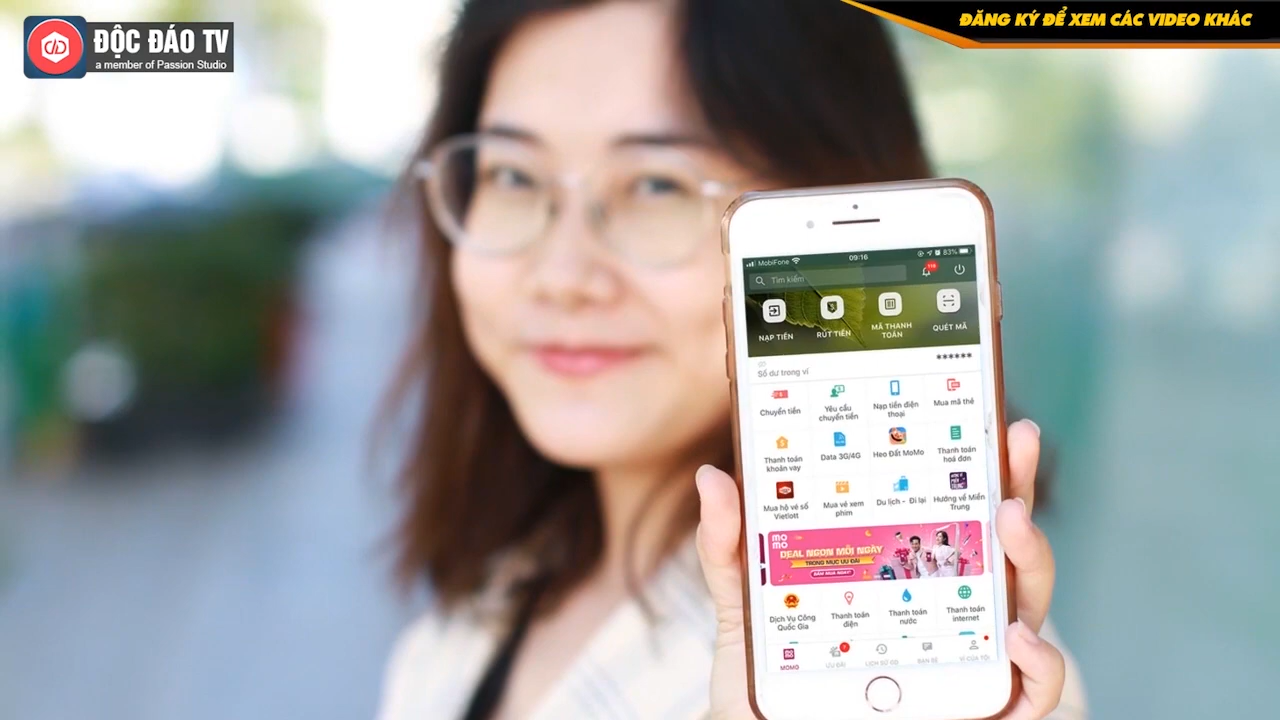 ĐỘC ĐÁO TV
a member of Passion Studio
ĐĂNG KÝ ĐỂ XEM CÁC VIDEO KHÁC
MobiFone
09:16
83%
Tìm kiếm
NẠP TIỀN
RÚT TIỀN
MÃ THANH
TOÁN
QUÉT MÃ
Số dư trong ví
******
Chuyển tiền
Yêu cầu
chuyển tiền
Nạp tiền điện
thoại
Mua mã thẻ
Thanh toán
khoản vay
Data 3G/4G
Heo Đất MoMo
Thanh toán
hoá đơn
Mua hộ vé số
Vietlott
Mua vé xem
phim
Du lịch - Đi lại
Hướng về Miền
Trung
mo
mo
DEAL NGON MỖI NGÀY
TRONG MỤC ƯU ĐÃI
BẤM MUA NGAY!
Dịch Vụ Công
Quốc Gia
Thanh toán
điện
Thanh toán
nước
Thanh toán
internet
MOMO
ƯU ĐÃI
LỊCH SỬ GD
BẠN BÈ
VÍ CỦA TÔI